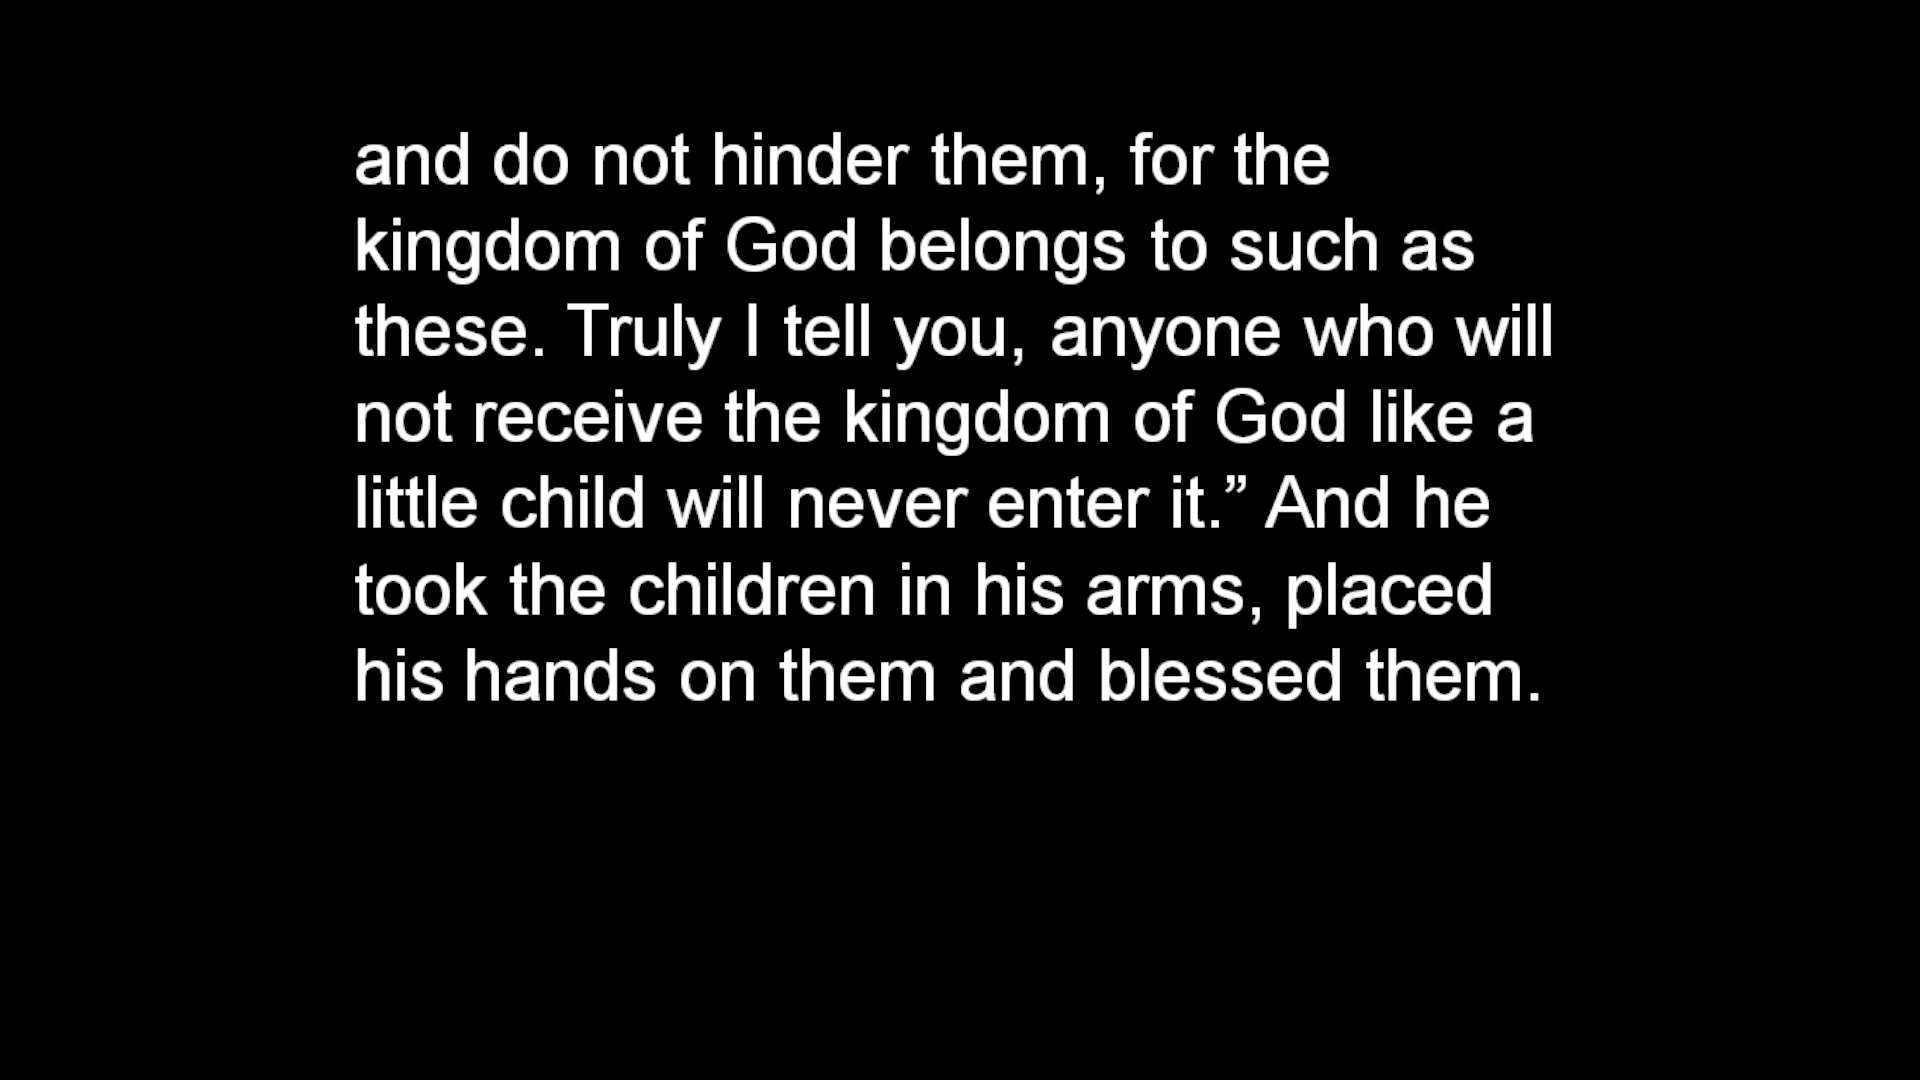 and do not hinder them, for the
kingdom of God belongs to such as
these. Truly I tell you, anyone who will
not receive the kingdom of God like a
little child will never enter it.” And he
took the children in his arms, placed
his hands on them and blessed them.